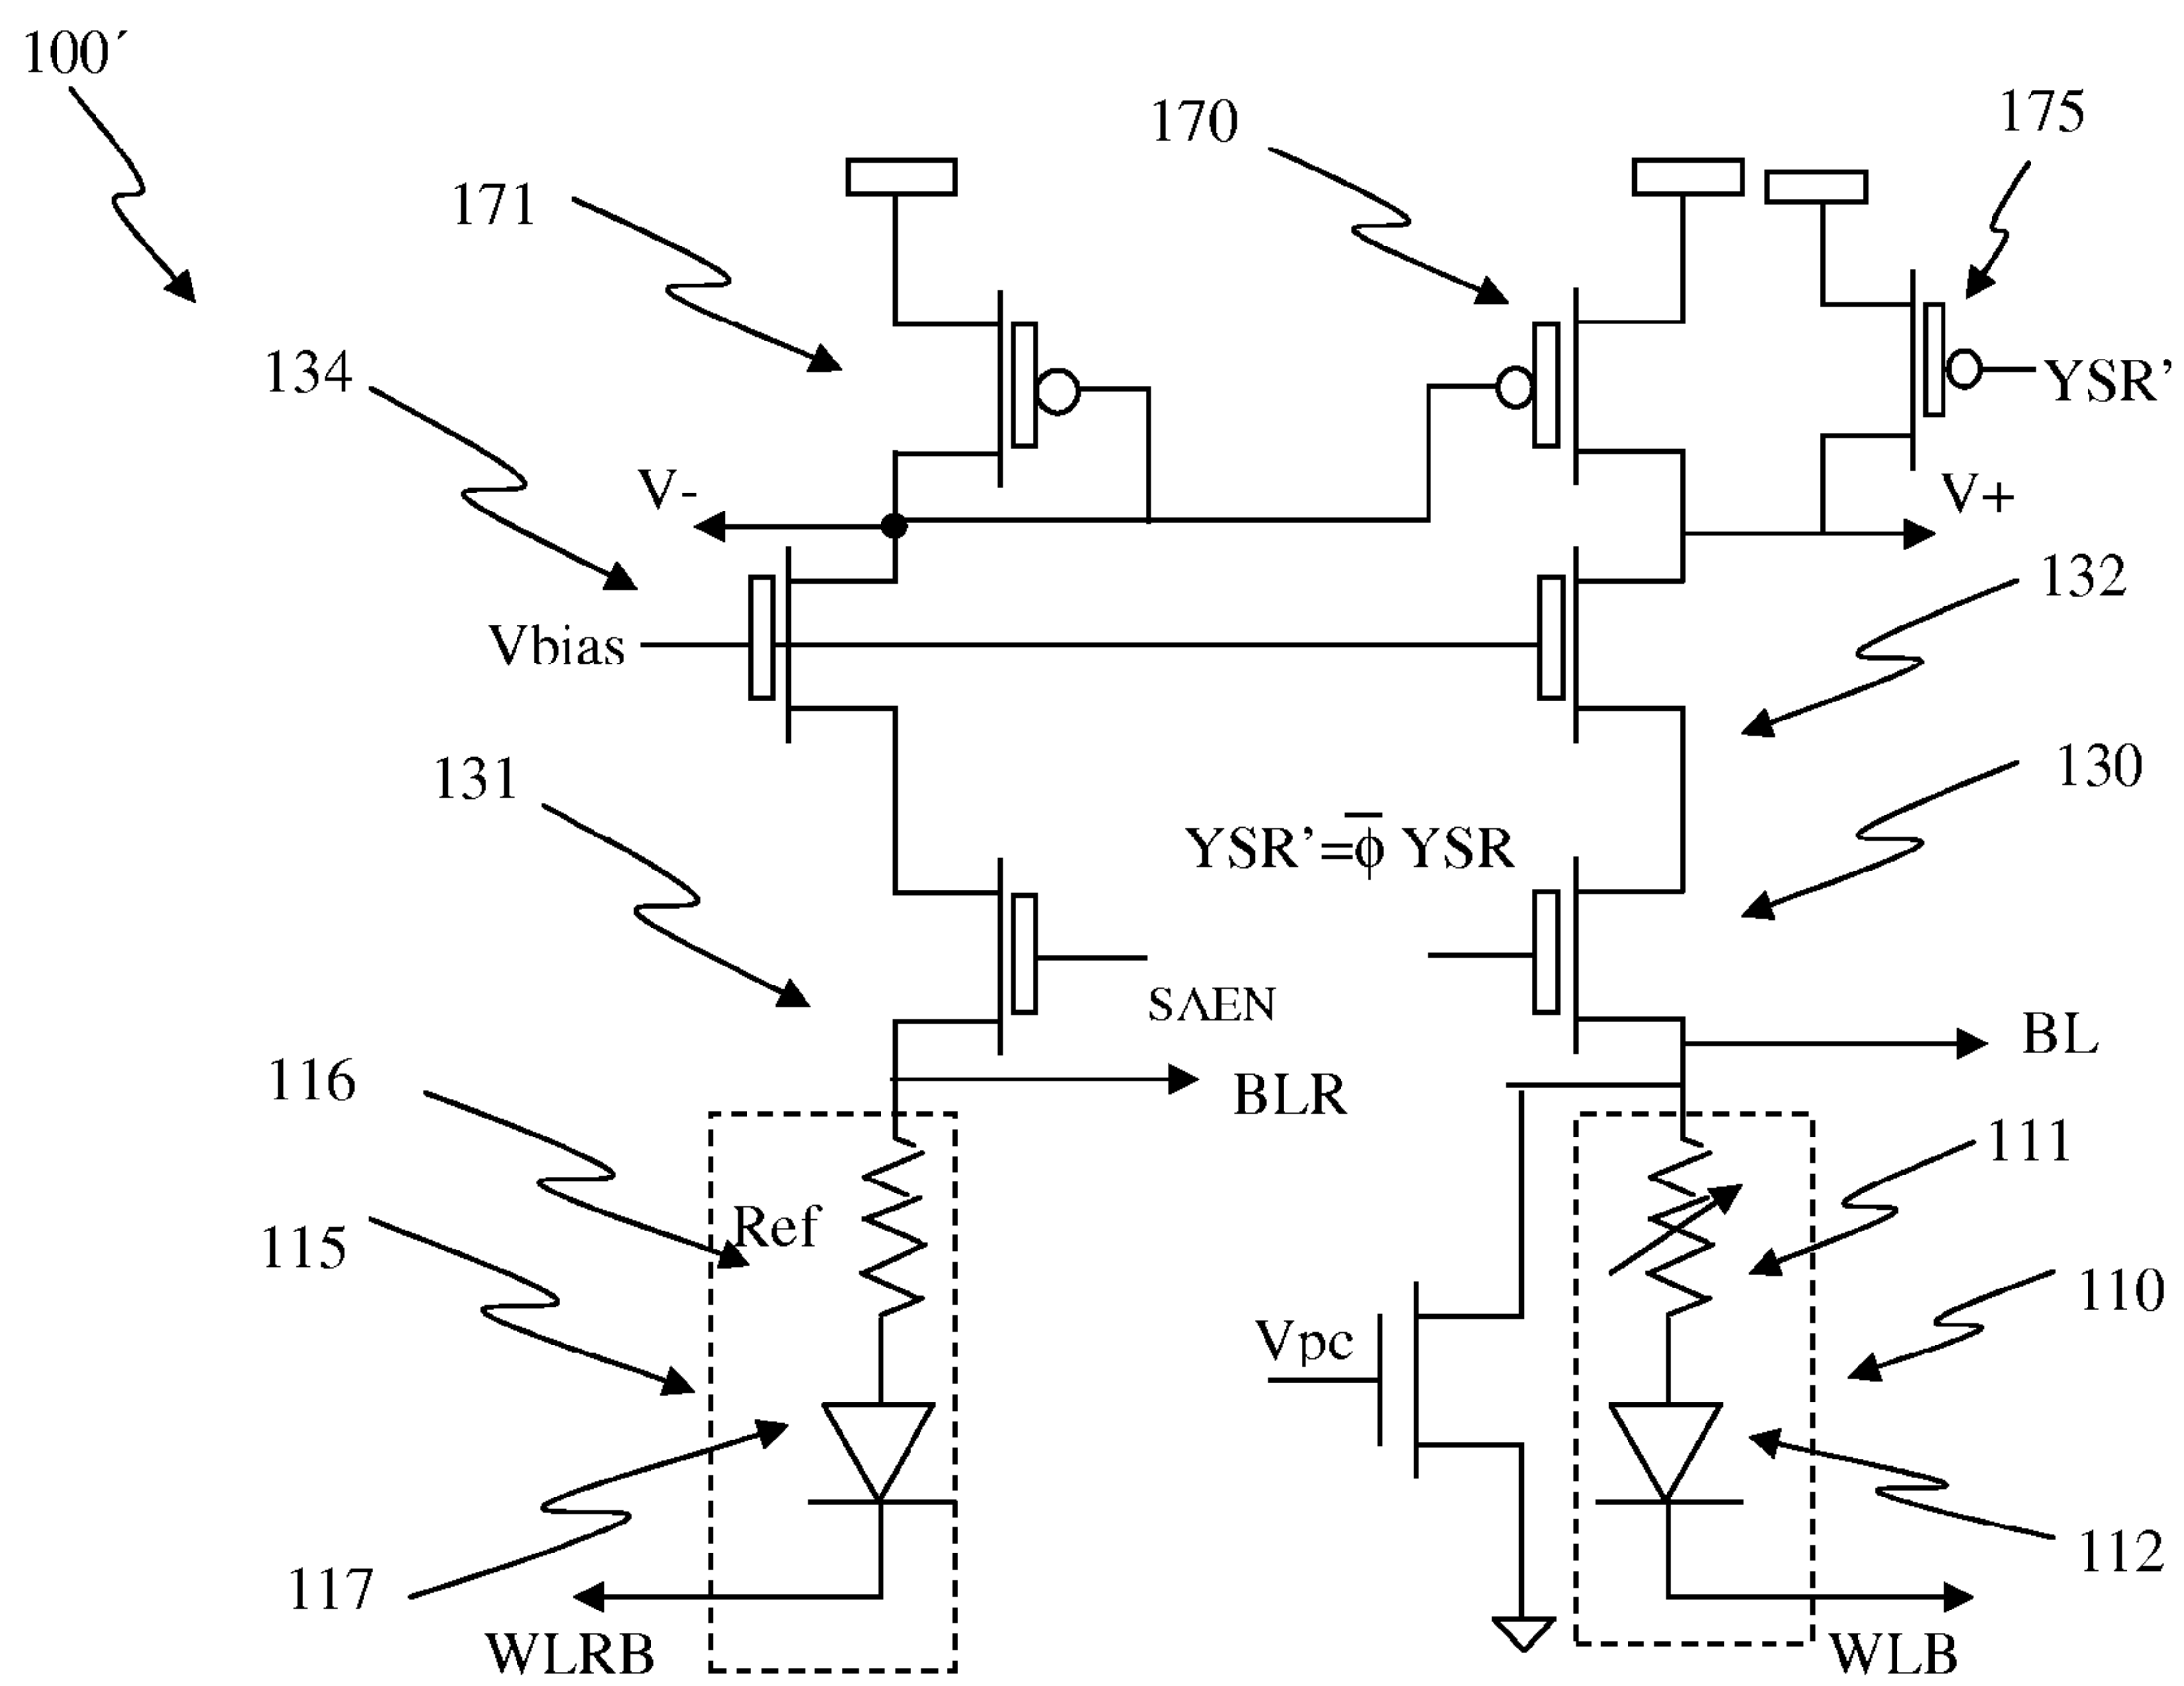 100´
175
170
171
134
YSR'
V-
V+
132
Vbias
130
131
YSR'=ϕ̅ YSR
SAEN
BL
116
BLR
111
Ref
115
110
Vpc
112
117
WLRB
WLB